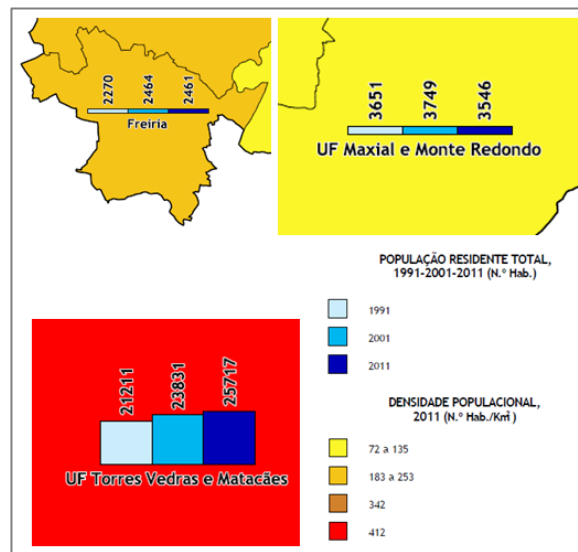 2270
2464
2461
Freiria
3651
3749
3546
UF Maxial e Monte Redondo
POPULAÇÃO RESIDENTE TOTAL,
1991-2001-2011 (N.º Hab.)
1991
2001
2011
21211
23831
25717
UF Torres Vedras e Matacães
DENSIDADE POPULACIONAL,
2011 (N.º Hab./Km²)
72 a 135
183 a 253
342
412